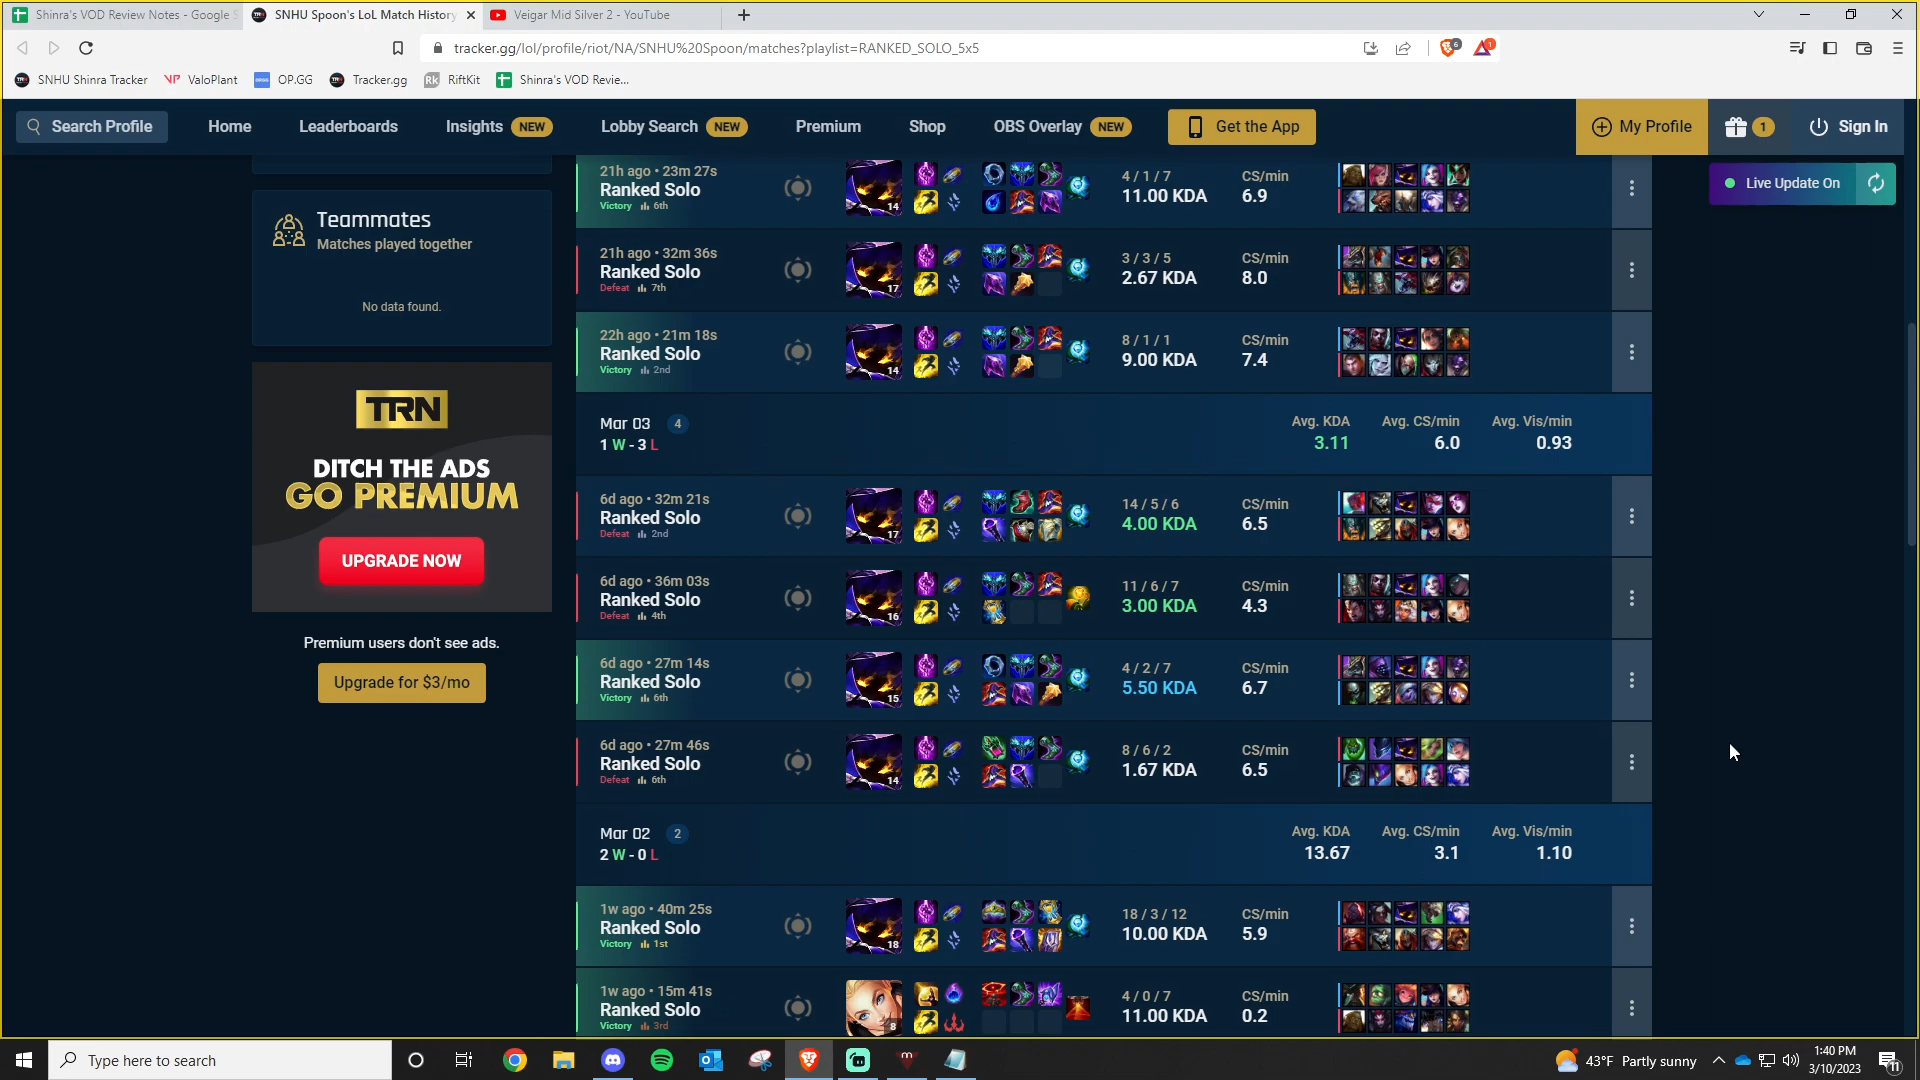 Shinra's VOD Review Notes - Google S
SNHU Spoon's LoL Match History
Veigar Mid Silver 2 - YouTube
tracker.gg/lol/profile/riot/NA/SNHU%20Spoon/matches?playlist=RANKED_SOLO_5x5
6
1
SNHU Shinra Tracker
ValoPlant
OP.GG
Tracker.gg
RiftKit
Shinra's VOD Revie...
Search Profile
Home
Leaderboards
Insights NEW
Lobby Search NEW
Premium
Shop
OBS Overlay NEW
Get the App
My Profile
1
Sign In
Live Update On
Teammates
Matches played together
No data found.
TRN
DITCH THE ADS
GO PREMIUM
UPGRADE NOW
Premium users don't see ads.
Upgrade for $3/mo
21h ago • 23m 27s
Ranked Solo
Victory 6th
14
4 / 1 / 7
11.00 KDA
CS/min
6.9
21h ago • 32m 36s
Ranked Solo
Defeat 7th
17
3 / 3 / 5
2.67 KDA
CS/min
8.0
22h ago • 21m 18s
Ranked Solo
Victory 2nd
14
8 / 1 / 1
9.00 KDA
CS/min
7.4
Mar 03 4
1 W - 3 L
Avg. KDA
3.11
Avg. CS/min
6.0
Avg. Vis/min
0.93
6d ago • 32m 21s
Ranked Solo
Defeat 2nd
17
14 / 5 / 6
4.00 KDA
CS/min
6.5
6d ago • 36m 03s
Ranked Solo
Defeat 4th
16
11 / 6 / 7
3.00 KDA
CS/min
4.3
6d ago • 27m 14s
Ranked Solo
Victory 6th
15
4 / 2 / 7
5.50 KDA
CS/min
6.7
6d ago • 27m 46s
Ranked Solo
Defeat 6th
14
8 / 6 / 2
1.67 KDA
CS/min
6.5
Mar 02 2
2 W - 0 L
Avg. KDA
13.67
Avg. CS/min
3.1
Avg. Vis/min
1.10
1w ago • 40m 25s
Ranked Solo
Victory 1st
18
18 / 3 / 12
10.00 KDA
CS/min
5.9
1w ago • 15m 41s
Ranked Solo
Victory 3rd
8
4 / 0 / 7
11.00 KDA
CS/min
0.2
Type here to search
43°F Partly sunny
1:40 PM
3/10/2023
11